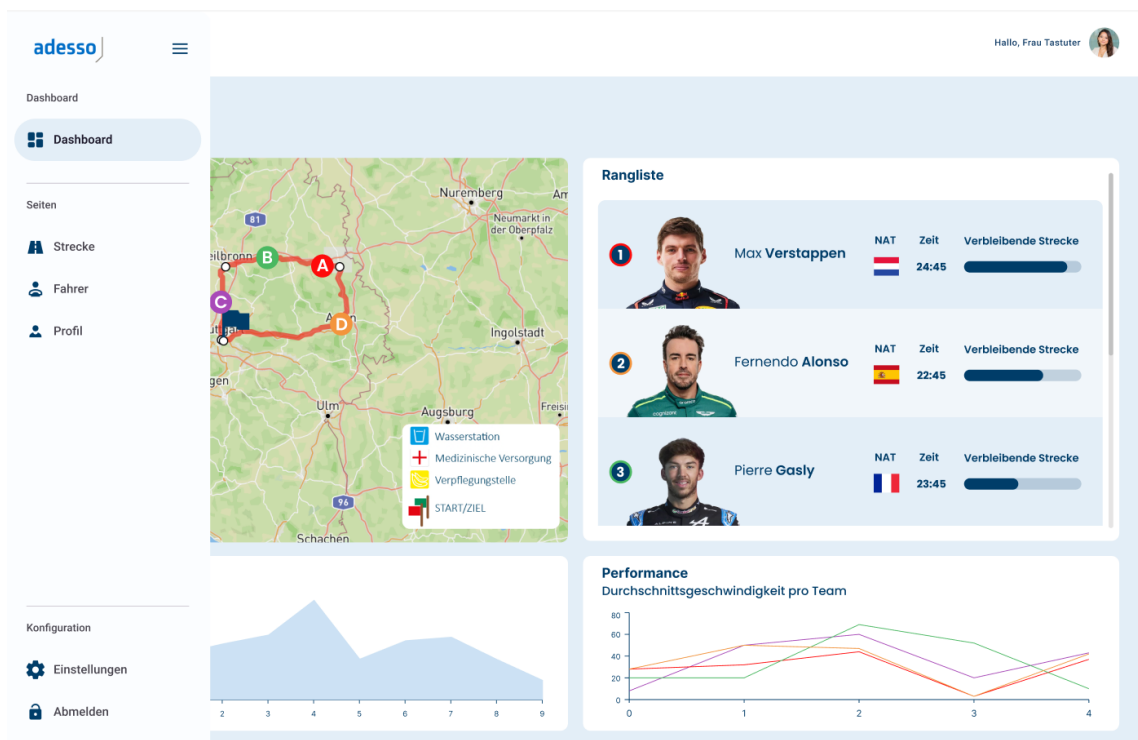 adesso
Hallo, Frau Tastuter
Dashboard
Dashboard
Seiten
Strecke
Fahrer
Profil
Konfiguration
Einstellungen
Abmelden
Nuremberg
Am
Neumarkt in
der Oberpfalz
81
eilbronn
B
A
C
D
Ingolstadt
gen
Ulm
Augsburg
Freisi
96
Schachen
Wasserstation
Medizinische Versorgung
Verpflegungstelle
START/ZIEL
2 3 4 5 6 7 8 9
Rangliste
1
Max Verstappen
NAT Zeit Verbleibende Strecke
24:45
2
Fernendo Alonso
NAT Zeit Verbleibende Strecke
22:45
3
Pierre Gasly
NAT Zeit Verbleibende Strecke
23:45
Performance
Durchschnittsgeschwindigkeit pro Team
80
60
40
20
0
0 1 2 3 4